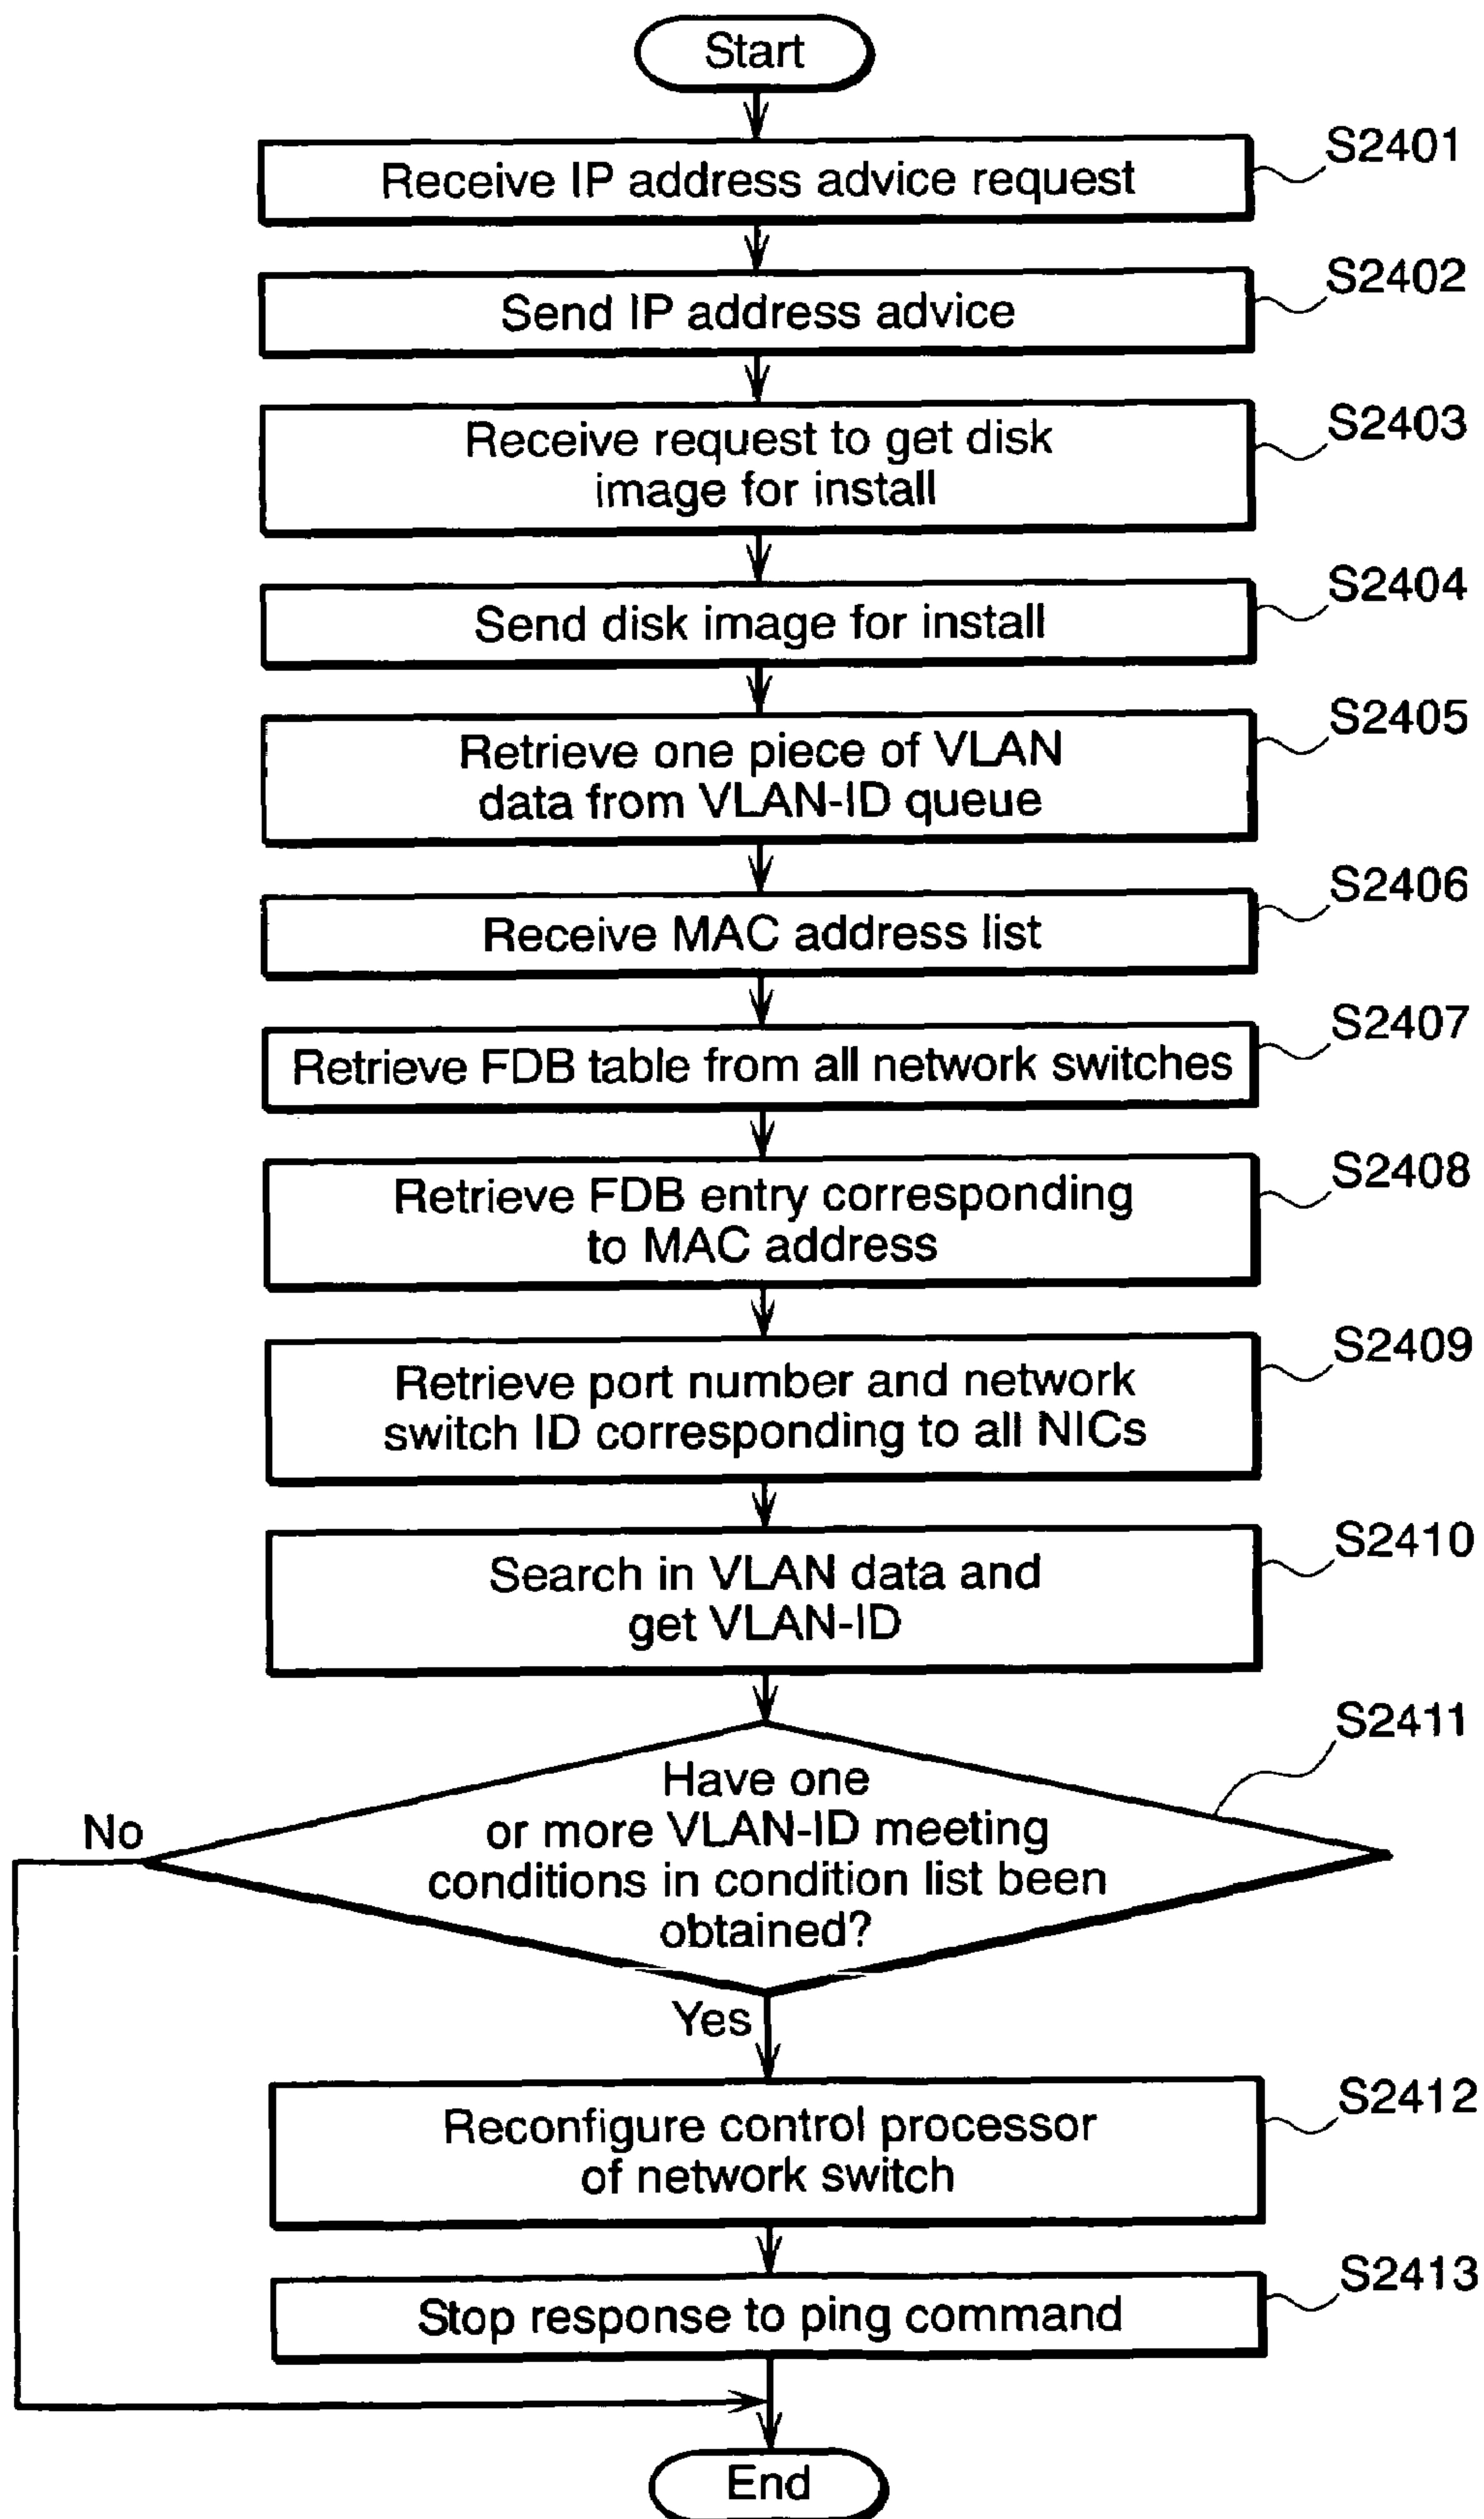 Start
S2401
Receive IP address advice request
S2402
Send IP address advice
S2403
Receive request to get disk
image for install
S2404
Send disk image for install
S2405
Retrieve one piece of VLAN
data from VLAN-ID queue
S2406
Receive MAC address list
S2407
Retrieve FDB table from all network switches
S2408
Retrieve FDB entry corresponding
to MAC address
S2409
Retrieve port number and network
switch ID corresponding to all NICs
S2410
Search in VLAN data and
get VLAN-ID
S2411
Have one
or more VLAN-ID meeting
conditions in condition list been
obtained?
No
Yes
S2412
Reconfigure control processor
of network switch
S2413
Stop response to ping command
End